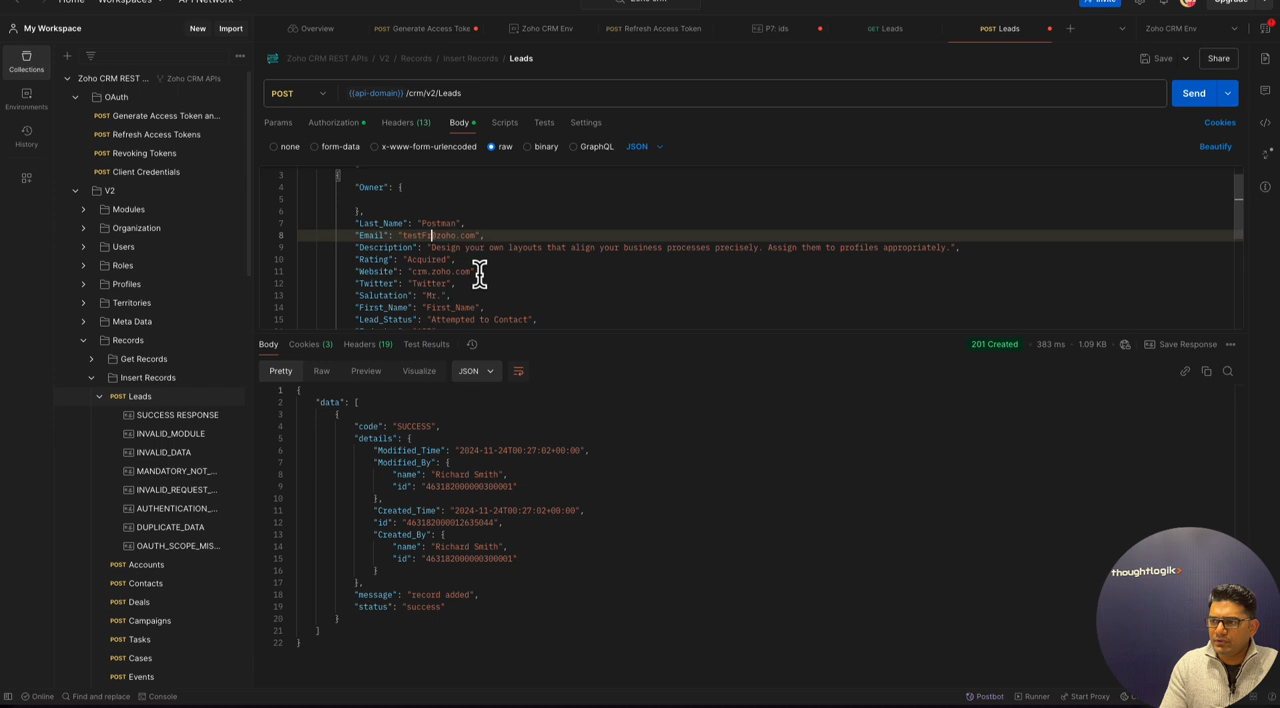 Home
Workspaces
API Network
Zoho crm
Invite
Upgrade
My Workspace
New
Import
Overview
POST Generate Access Toke
Zoho CRM Env
POST Refresh Access Token
P7: ids
GET Leads
POST Leads
Zoho CRM Env
Collections
Environments
History
Zoho CRM REST ...
Zoho CRM APIs
OAuth
POST Generate Access Token an...
POST Refresh Access Tokens
POST Revoking Tokens
POST Client Credentials
V2
Modules
Organization
Users
Roles
Profiles
Territories
Meta Data
Records
Get Records
Insert Records
POST Leads
SUCCESS RESPONSE
INVALID_MODULE
INVALID_DATA
MANDATORY_NOT_...
INVALID_REQUEST_...
AUTHENTICATION_...
DUPLICATE_DATA
OAUTH_SCOPE_MIS...
POST Accounts
POST Contacts
POST Deals
POST Campaigns
POST Tasks
POST Cases
POST Events
Zoho CRM REST APIs / V2 / Records / Insert Records / Leads
Save
Share
POST
{{api-domain}} /crm/v2/Leads
Send
Params
Authorization
Headers (13)
Body
Scripts
Tests
Settings
Cookies
none
form-data
x-www-form-urlencoded
raw
binary
GraphQL
JSON
Beautify
3 {
4 "Owner": {
5
6 },
7 "Last_Name": "Postman",
8 "Email": "testFr@zoho.com",
9 "Description": "Design your own layouts that align your business processes precisely. Assign them to profiles appropriately.",
10 "Rating": "Acquired",
11 "Website": "crm.zoho.com"
12 "Twitter": "Twitter",
13 "Salutation": "Mr.",
14 "First_Name": "First_Name",
15 "Lead_Status": "Attempted to Contact",
Body
Cookies (3)
Headers (19)
Test Results
201 Created
383 ms
1.09 KB
Save Response
Pretty
Raw
Preview
Visualize
JSON
1 {
2 "data": [
3 {
4 "code": "SUCCESS",
5 "details": {
6 "Modified_Time": "2024-11-24T00:27:02+00:00",
7 "Modified_By": {
8 "name": "Richard Smith",
9 "id": "463182000000300001"
10 },
11 "Created_Time": "2024-11-24T00:27:02+00:00",
12 "id": "463182000012635044",
13 "Created_By": {
14 "name": "Richard Smith",
15 "id": "463182000000300001"
16 }
17 },
18 "message": "record added",
19 "status": "success"
20 }
21 ]
22 }
thoughtlogik>
Online
Find and replace
Console
Postbot
Runner
Start Proxy